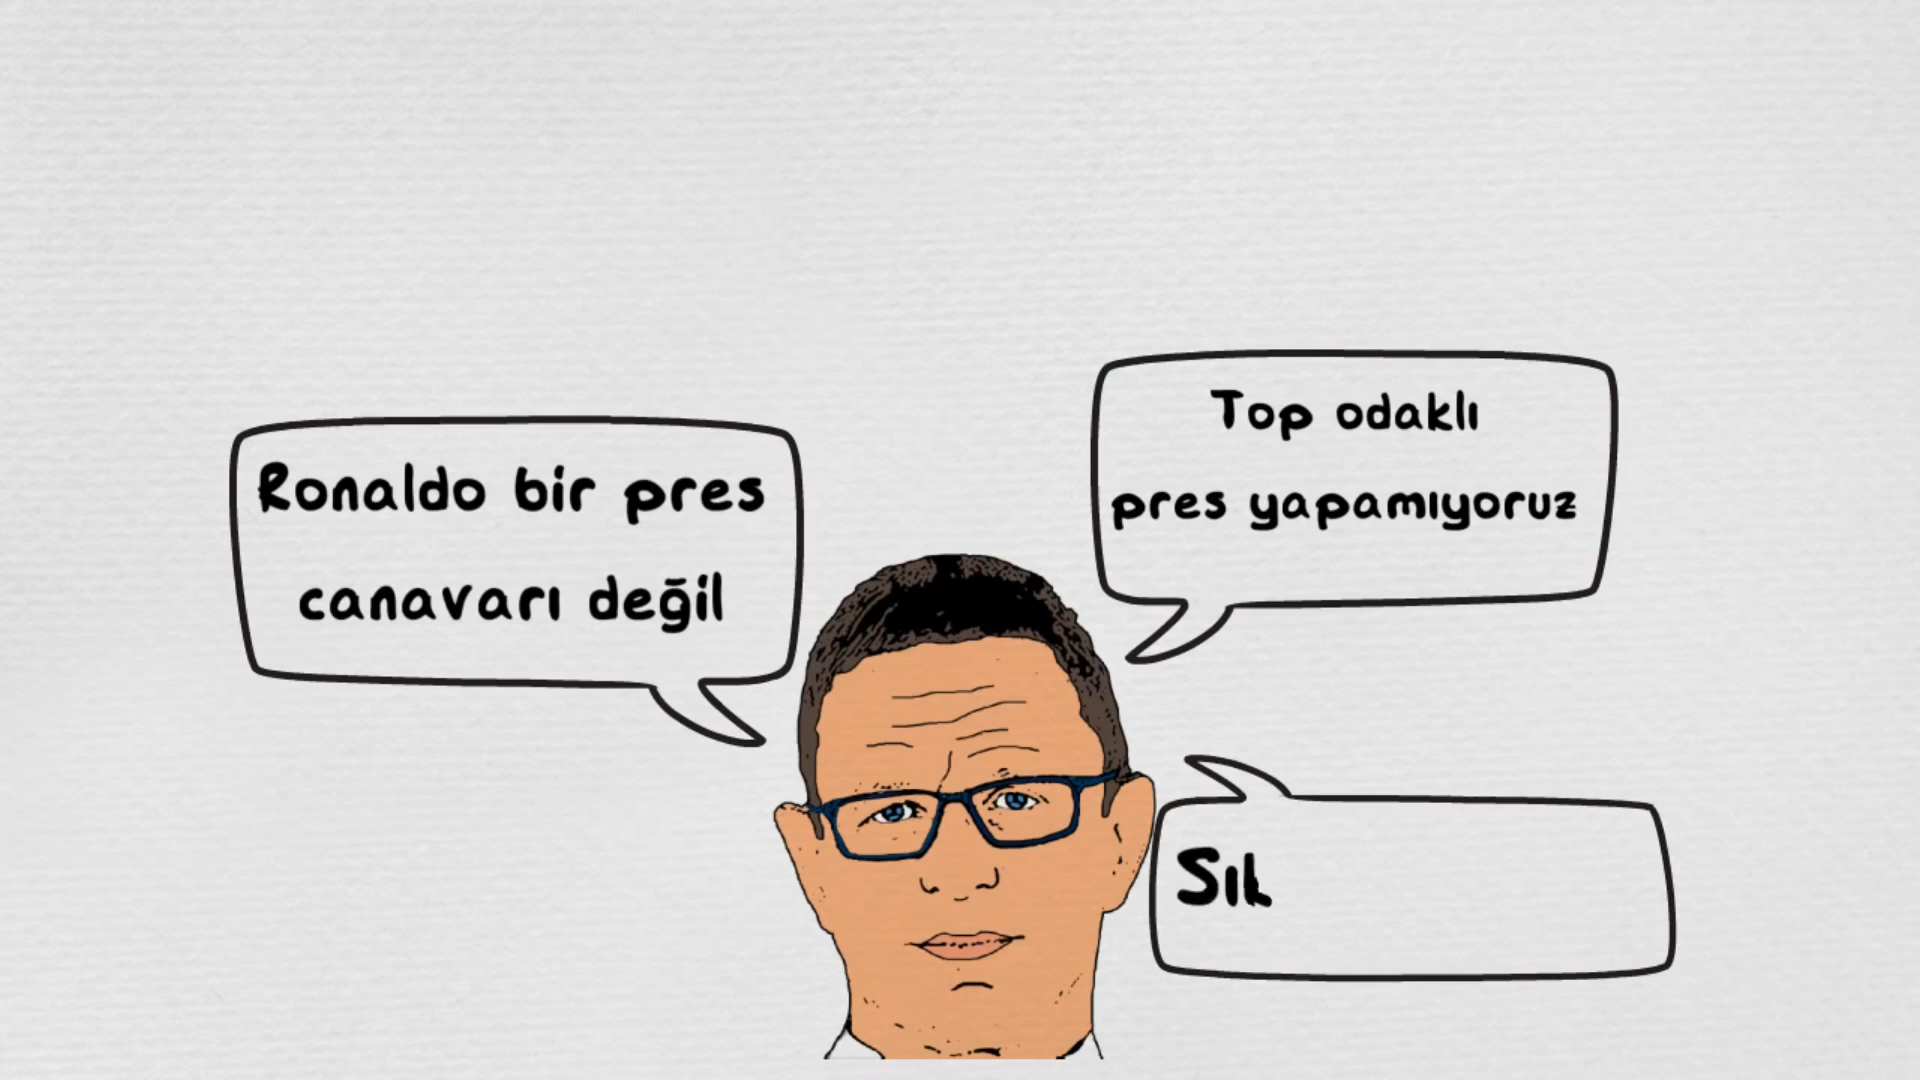 Ronaldo bir pres
canavarı değil
Top odaklı
pres yapamıyoruz
Sık